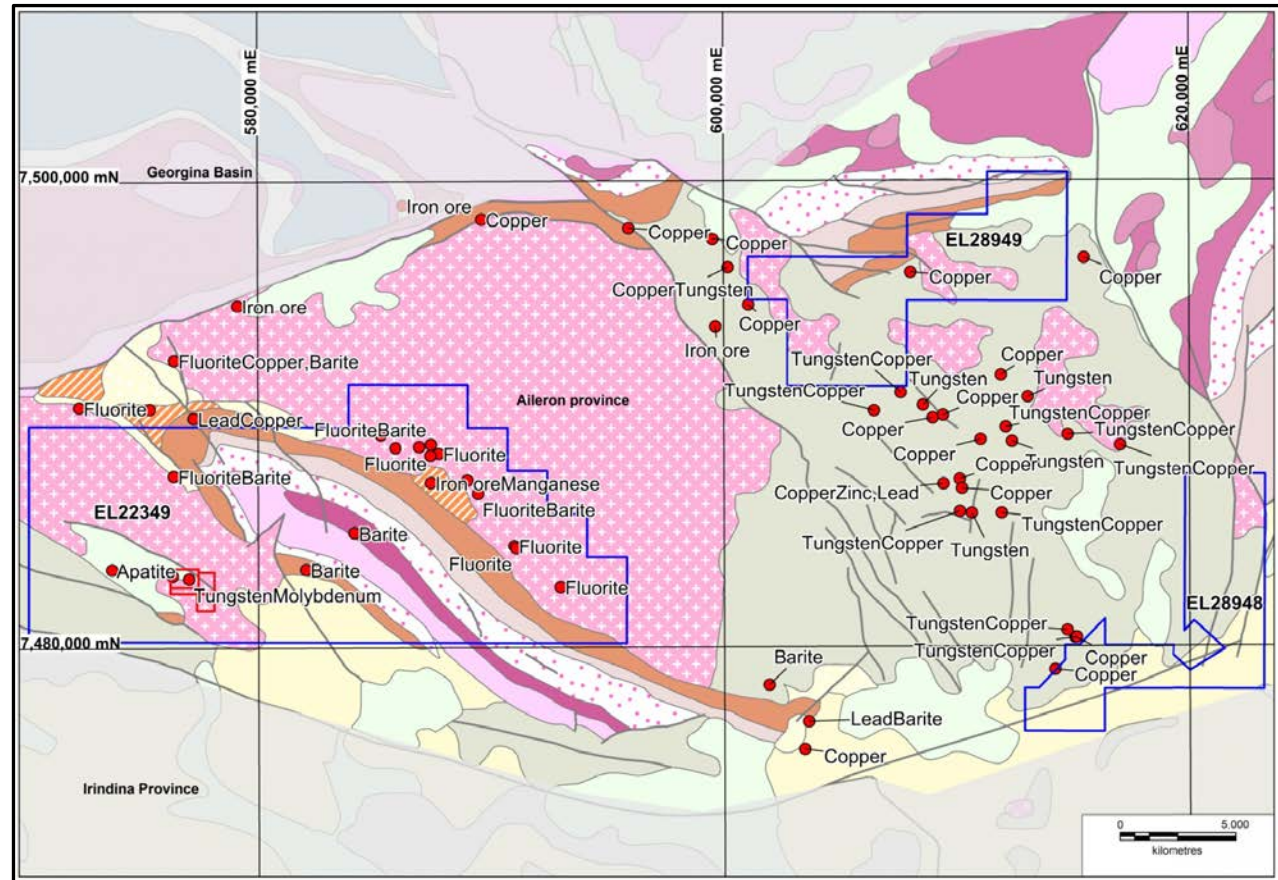 580,000 mE
600,000 mE
620,000 mE
7,500,000 mN
Georgina Basin
Iron ore
Copper
Copper
Copper
EL28949
Copper
Copper
CopperTungsten
Copper
Iron ore
Iron ore
FluoriteCopper,Barite
TungstenCopper
Copper
Tungsten
Tungsten
TungstenCopper
Copper
Aileron province
Fluorite
LeadCopper
TungstenCopper
Copper
TungstenCopper
FluoriteBarite
Fluorite
Fluorite
Copper
Tungsten
TungstenCopper
Copper
FluoriteBarite
Iron oreManganese
CopperZinc,Lead
Copper
FluoriteBarite
EL22349
TungstenCopper
Barite
TungstenCopper
Tungsten
Fluorite
Fluorite
Apatite
Barite
TungstenMolybdenum
Fluorite
EL28948
TungstenCopper
7,480,000 mN
TungstenCopper
Copper
Barite
Copper
LeadBarite
Copper
Irindina Province
0
5.000
kilometres